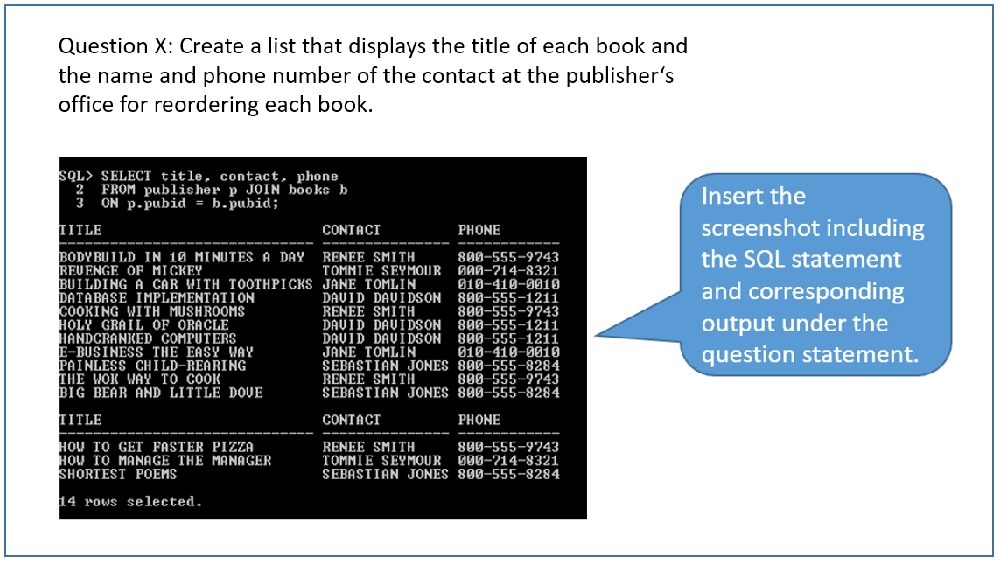 Question X: Create a list that displays the title of each book and
the name and phone number of the contact at the publisher‘s
office for reordering each book.
SQL> SELECT title, contact, phone
2 FROM publisher p JOIN books b
3 ON p.pubid = b.pubid;
TITLE CONTACT PHONE
------------------------------ --------------- ------------
BODYBUILD IN 10 MINUTES A DAY RENEE SMITH 800-555-9743
REVENGE OF MICKEY TOMMIE SEYMOUR 000-714-8321
BUILDING A CAR WITH TOOTHPICKS JANE TOMLIN 010-410-0010
DATABASE IMPLEMENTATION DAVID DAVIDSON 800-555-1211
COOKING WITH MUSHROOMS RENEE SMITH 800-555-9743
HOLY GRAIL OF ORACLE DAVID DAVIDSON 800-555-1211
HANDCRANKED COMPUTERS DAVID DAVIDSON 800-555-1211
E-BUSINESS THE EASY WAY JANE TOMLIN 010-410-0010
PAINLESS CHILD-REARING SEBASTIAN JONES 800-555-8284
THE WOK WAY TO COOK RENEE SMITH 800-555-9743
BIG BEAR AND LITTLE DOVE SEBASTIAN JONES 800-555-8284
TITLE CONTACT PHONE
------------------------------ --------------- ------------
HOW TO GET FASTER PIZZA RENEE SMITH 800-555-9743
HOW TO MANAGE THE MANAGER TOMMIE SEYMOUR 000-714-8321
SHORTEST POEMS SEBASTIAN JONES 800-555-8284
14 rows selected.
Insert the
screenshot including
the SQL statement
and corresponding
output under the
question statement.